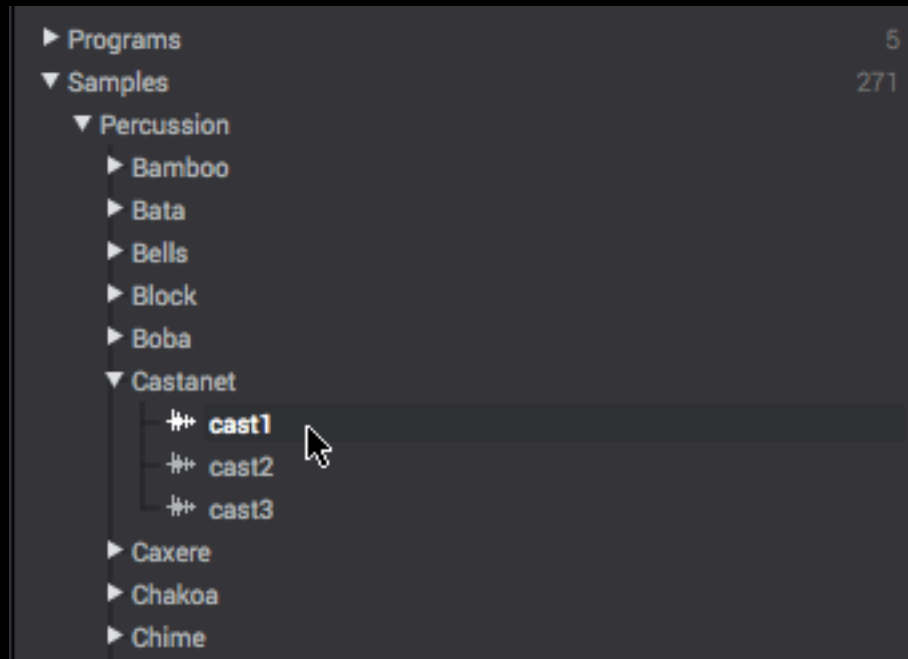 Programs 5
Samples 271
Percussion
Bamboo
Bata
Bells
Block
Boba
Castanet
cast1
cast2
cast3
Caxere
Chakoa
Chime